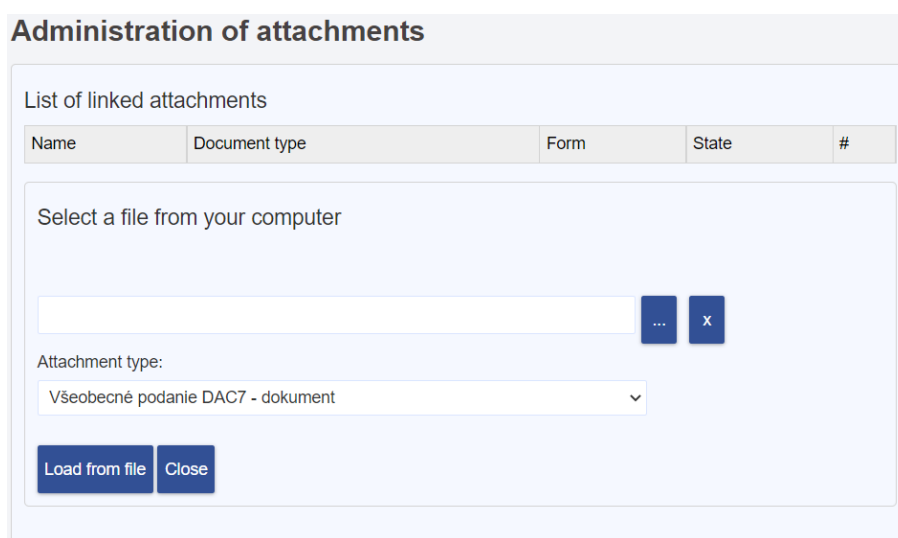 Administration of attachments
List of linked attachments
Name Document type Form State #
Select a file from your computer
... x
Attachment type:
Všeobecné podanie DAC7 - dokument
Load from file Close